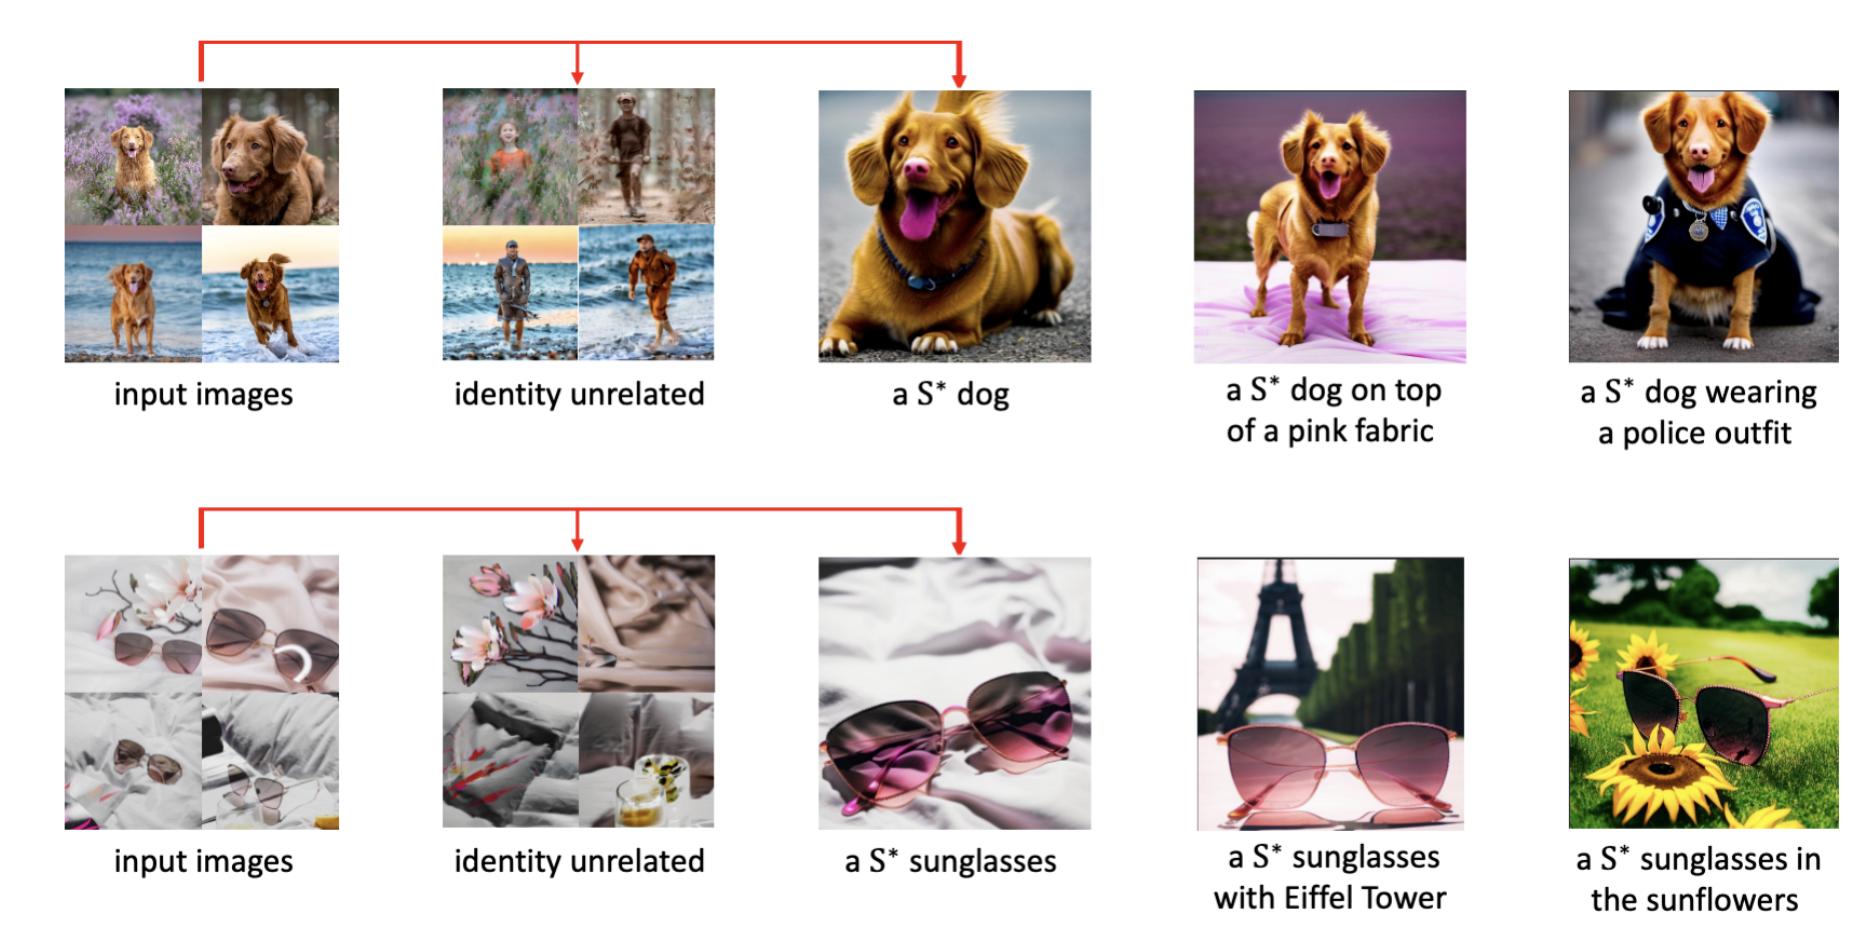 input images
identity unrelated
a S* dog
a S* dog on top
of a pink fabric
a S* dog wearing
a police outfit
input images
identity unrelated
a S* sunglasses
a S* sunglasses
with Eiffel Tower
a S* sunglasses in
the sunflowers